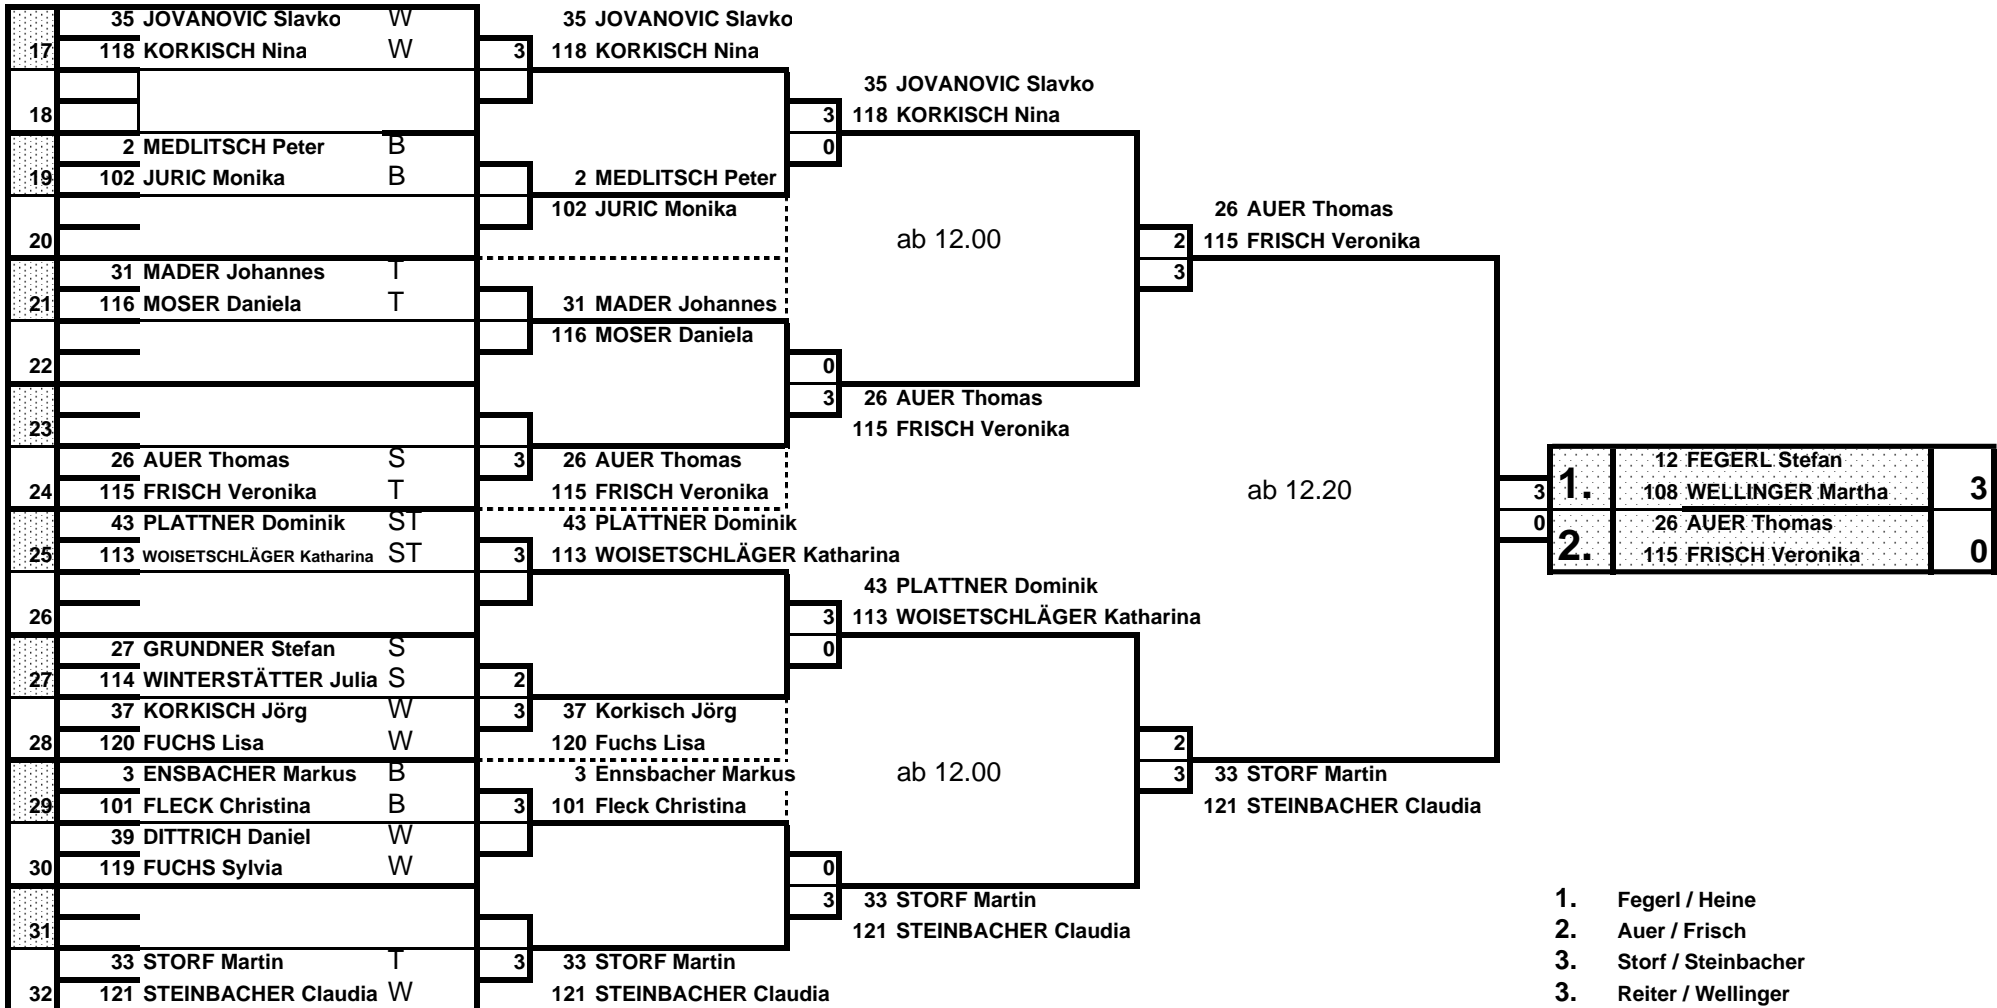 35 JOVANOVIC Slavko W 35 JOVANOVIC Slavko
17 118 KORKISCH Nina W 3 118 KORKISCH Nina
35 JOVANOVIC Slavko
18 3 118 KORKISCH Nina
2 MEDLITSCH Peter B 0
19 102 JURIC Monika B 2 MEDLITSCH Peter
102 JURIC Monika 26 AUER Thomas
20 ab 12.00 2 115 FRISCH Veronika
31 MADER Johannes T 3
21 116 MOSER Daniela T 31 MADER Johannes
116 MOSER Daniela
22 0
3 26 AUER Thomas
23 115 FRISCH Veronika
26 AUER Thomas S 3 26 AUER Thomas 1. 12 FEGERL Stefan
24 115 FRISCH Veronika T 115 FRISCH Veronika ab 12.20 3 108 WELLINGER Martha 3
43 PLATTNER Dominik ST 43 PLATTNER Dominik 0 26 AUER Thomas
25 113 WOISETSCHLÄGER Katharina ST 3 113 WOISETSCHLÄGER Katharina 2. 115 FRISCH Veronika 0
43 PLATTNER Dominik
26 3 113 WOISETSCHLÄGER Katharina
27 GRUNDNER Stefan S 0
27 114 WINTERSTÄTTER Julia S 2
37 KORKISCH Jörg W 3 37 Korkisch Jörg
28 120 FUCHS Lisa W 120 Fuchs Lisa 2
3 ENSBACHER Markus B 3 Ennsbacher Markus ab 12.00 3 33 STORF Martin
29 101 FLECK Christina B 3 101 Fleck Christina 121 STEINBACHER Claudia
39 DITTRICH Daniel W
30 119 FUCHS Sylvia W 0
3 33 STORF Martin 1. Fegerl / Heine
31 121 STEINBACHER Claudia 2. Auer / Frisch
33 STORF Martin T 3 33 STORF Martin 3. Storf / Steinbacher
32 121 STEINBACHER Claudia W 121 STEINBACHER Claudia 3. Reiter / Wellinger